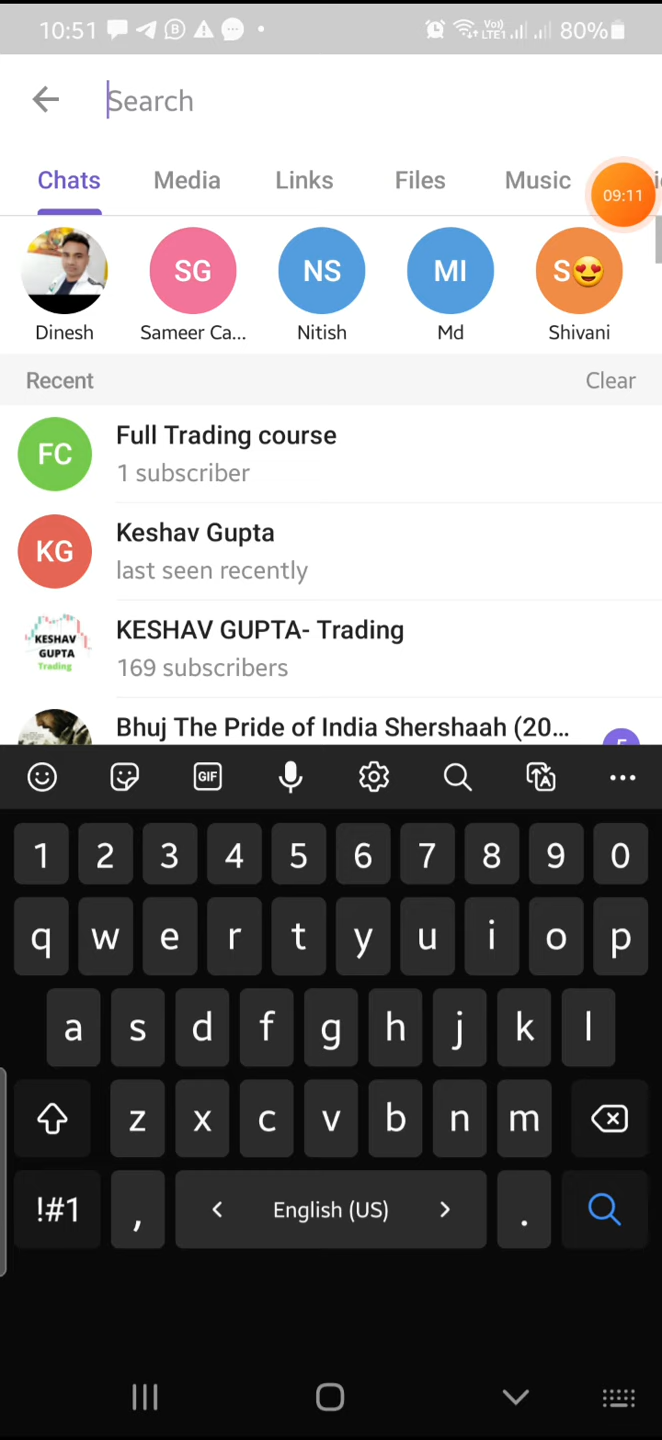 10:51 B Vo) LTE1 80%
Search
Chats Media Links Files Music
09:11
SG NS MI S😍
Dinesh Sameer Ca... Nitish Md Shivani
Recent Clear
FC Full Trading course
1 subscriber
KG Keshav Gupta
last seen recently
KESHAV GUPTA Trading
KESHAV GUPTA- Trading
169 subscribers
Bhuj The Pride of India Shershaah (20...
GIF
1 2 3 4 5 6 7 8 9 0
q w e r t y u i o p
a s d f g h j k l
z x c v b n m
!#1 , < English (US) > .